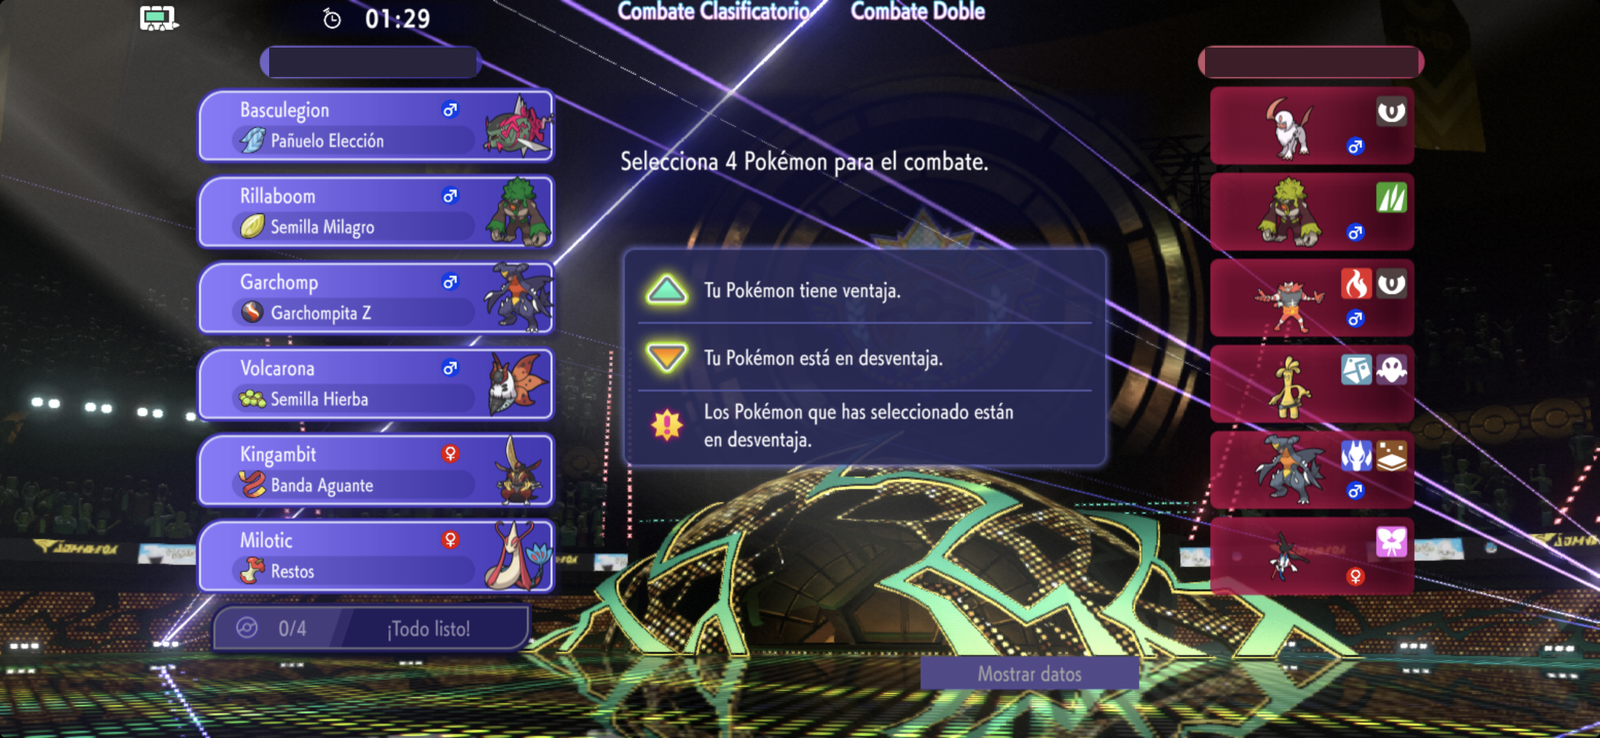 01:29
Combate Clasificatorio
Combate Doble
Basculegion
Pañuelo Elección
Rillaboom
Semilla Milagro
Garchomp
Garchompita Z
Volcarona
Semilla Hierba
Kingambit
Banda Aguante
Milotic
Restos
0/4
¡Todo listo!
Selecciona 4 Pokémon para el combate.
Tu Pokémon tiene ventaja.
Tu Pokémon está en desventaja.
Los Pokémon que has seleccionado están
en desventaja.
Mostrar datos